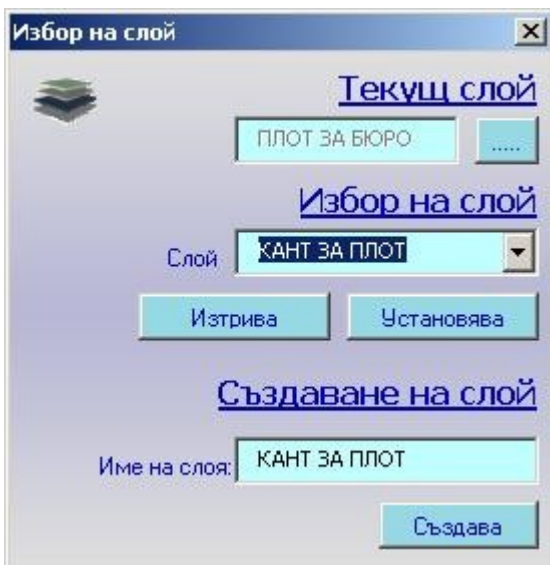 Избор на слой
Текущ слой
ПЛОТ ЗА БЮРО .....
Избор на слой
Слой КАНТ ЗА ПЛОТ
Изтрива Установява
Създаване на слой
Име на слоя: КАНТ ЗА ПЛОТ
Създава